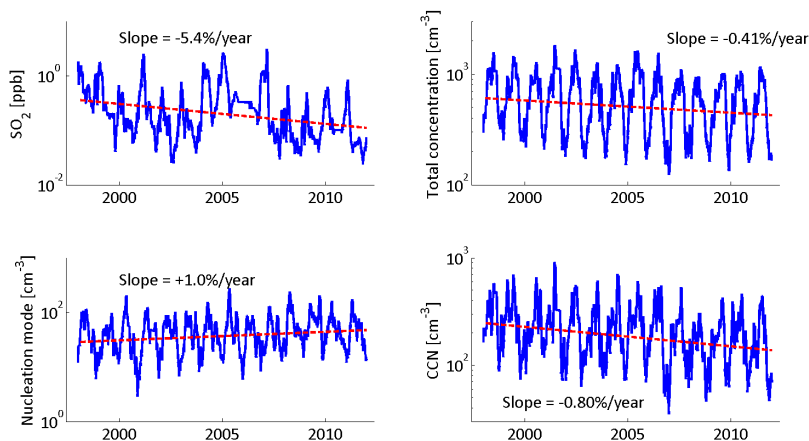 Slope = -5.4%/year
SO2 [ppb]
10^0
10^-2
2000 2005 2010
Slope = -0.41%/year
Total concentration [cm^-3]
10^3
10^2
2000 2005 2010
Slope = +1.0%/year
Nucleation mode [cm^-3]
10^2
10^0
2000 2005 2010
CCN [cm^-3]
10^3
10^2
Slope = -0.80%/year
2000 2005 2010